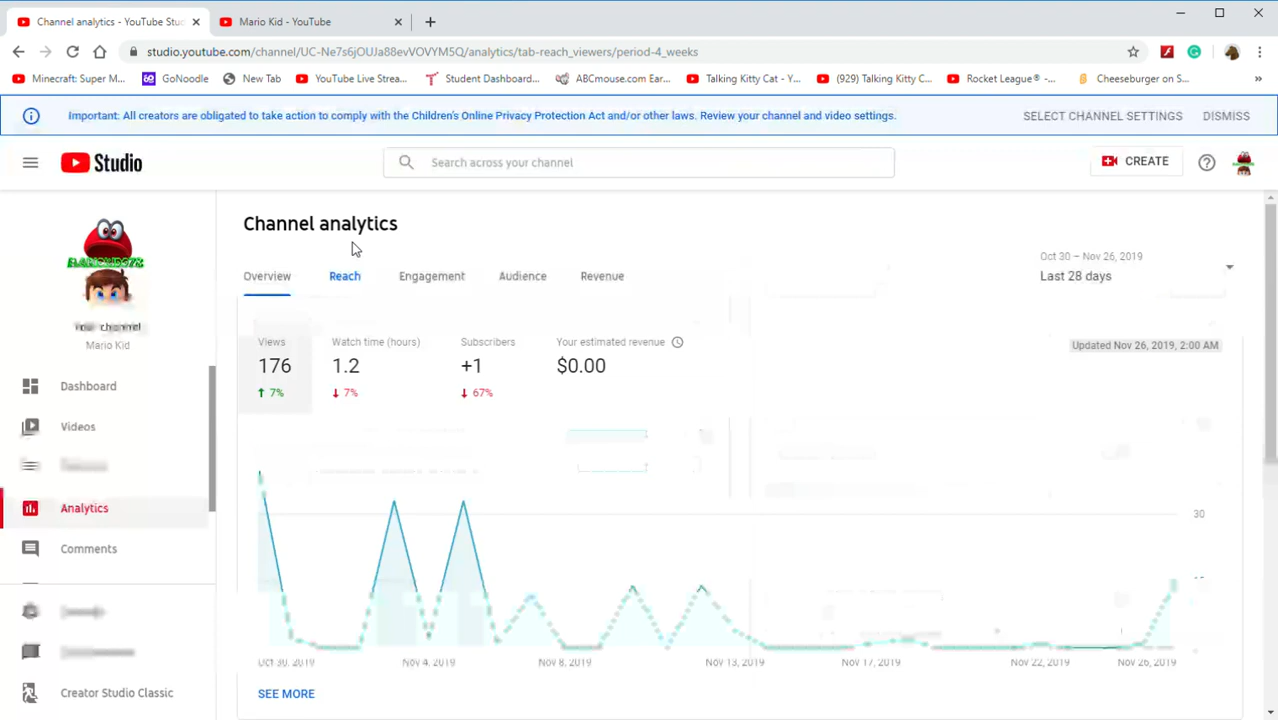 Channel analytics - YouTube Stu
Mario Kid - YouTube
studio.youtube.com/channel/UC-Ne7s6jOUJa88evVOVYM5Q/analytics/tab-reach_viewers/period-4_weeks
Minecraft: Super M...
GoNoodle
New Tab
YouTube Live Strea...
Student Dashboard...
ABCmouse.com Ear...
Talking Kitty Cat - Y...
(929) Talking Kitty C...
Rocket League® -...
Cheeseburger on S...
Important: All creators are obligated to take action to comply with the Children's Online Privacy Protection Act and/or other laws. Review your channel and video settings.
SELECT CHANNEL SETTINGS
DISMISS
Studio
Search across your channel
CREATE
Channel analytics
Oct 30 – Nov 26, 2019
Last 28 days
Overview
Reach
Engagement
Audience
Revenue
Your channel
Mario Kid
Views
176
7%
Watch time (hours)
1.2
7%
Subscribers
+1
67%
Your estimated revenue
$0.00
Updated Nov 26, 2019, 2:00 AM
Dashboard
Videos
Analytics
Comments
Creator Studio Classic
30
Oct 30, 2019
Nov 4, 2019
Nov 8, 2019
Nov 13, 2019
Nov 17, 2019
Nov 22, 2019
Nov 26, 2019
SEE MORE